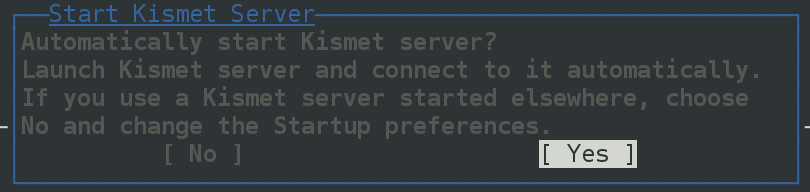 Start Kismet Server
Automatically start Kismet server?
Launch Kismet server and connect to it automatically.
If you use a Kismet server started elsewhere, choose
No and change the Startup preferences.
[ No ] [ Yes ]